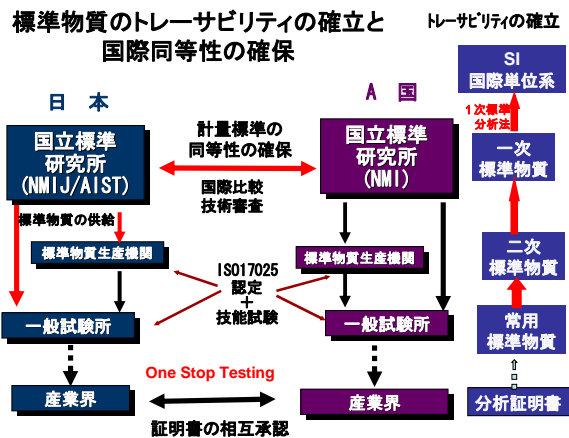 標準物質のトレーサビリティの確立と
国際同等性の確保
トレーサビリティの確立
日 本
A 国
国立標準
研究所
(NMIJ/AIST)
計量標準の
同等性の確保
国際比較
技術審査
国立標準
研究所
(NMI)
標準物質の供給
標準物質生産機関
標準物質生産機関
ISO17025
認定
+
技能試験
一般試験所
一般試験所
One Stop Testing
産業界
産業界
証明書の相互承認
SI
国際単位系
1次標準
分析法
一次
標準物質
二次
標準物質
常用
標準物質
分析証明書